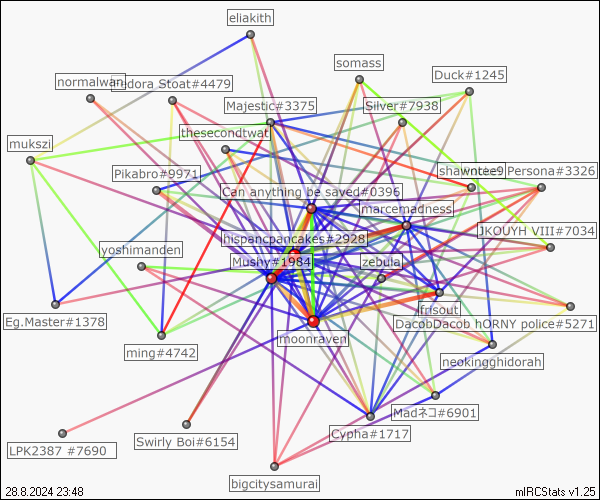 eliakith
somass
Duck#1245
normalwan
Fedora Stoat#4479
Majestic#3375
Silver#7938
thesecondtwat
mukszi
Pikabro#9971
shawntee9
Persona#3326
Can anything be saved#0396
marcemadness
hispancpancakes#2928
JKOUYH VIII#7034
yoshimanden
Mushy#1984
zebula
Eg.Master#1378
frisout
DacobDacob hORNY police#5271
moonraven
ming#4742
neokingghidorah
Madネコ#6901
LPK2387 #7690
Swirly Boi#6154
Cypha#1717
bigcitysamurai
28.8.2024 23:48
mIRCStats v1.25